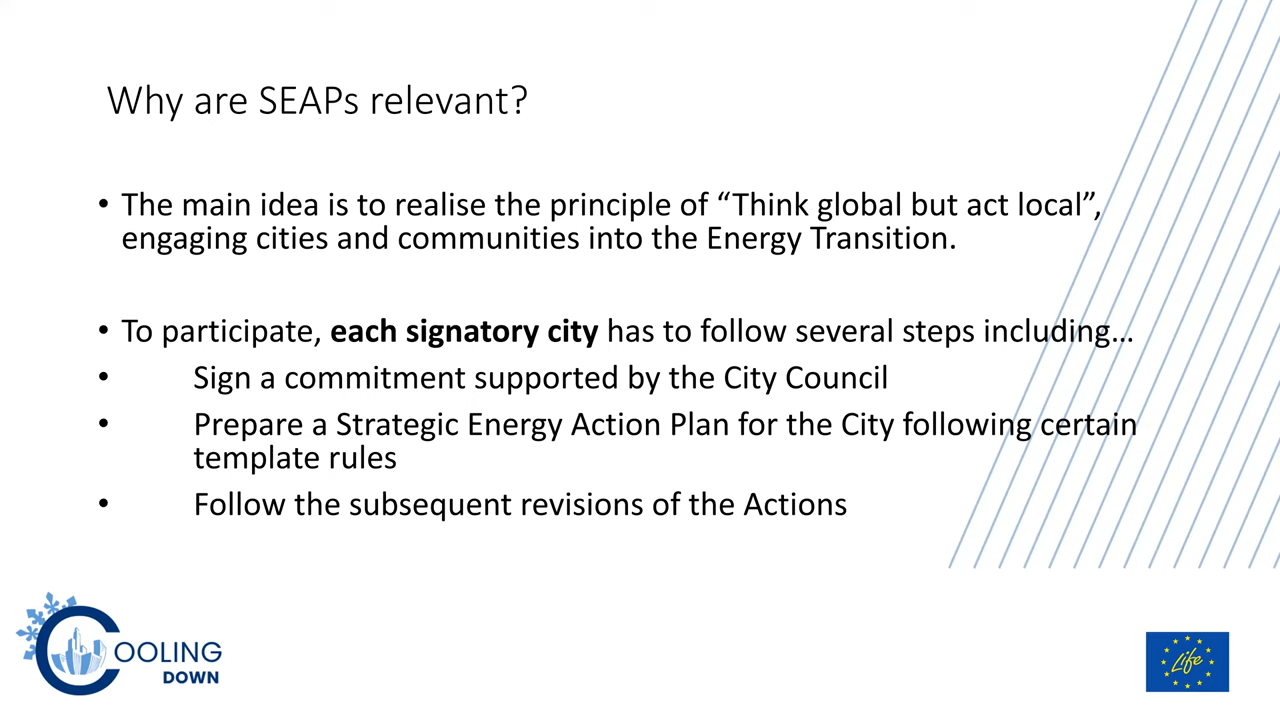 Why are SEAPs relevant?
• The main idea is to realise the principle of “Think global but act local”,
engaging cities and communities into the Energy Transition.
• To participate, each signatory city has to follow several steps including…
• Sign a commitment supported by the City Council
• Prepare a Strategic Energy Action Plan for the City following certain
template rules
• Follow the subsequent revisions of the Actions
COOLING
DOWN
Life